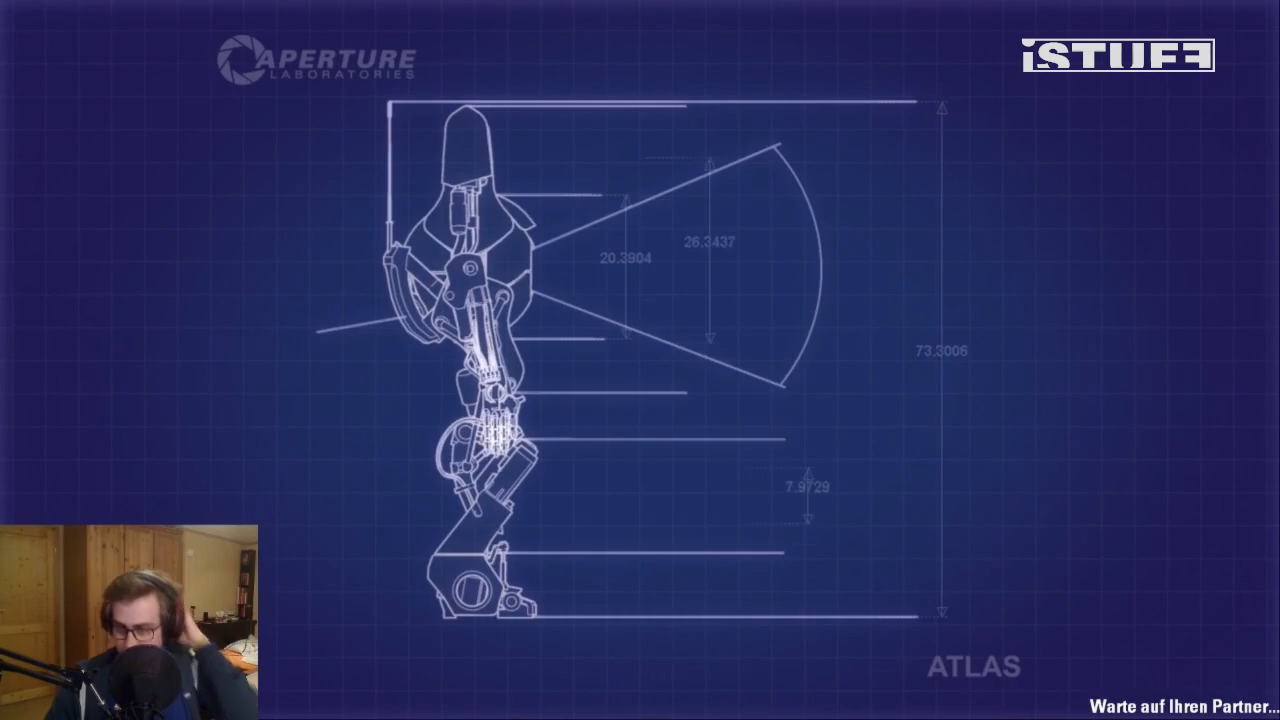 APERTURE
LABORATORIES
iSTUFF
26.3437
20.3904
73.3006
7.9729
ATLAS
Warte auf Ihren Partner...